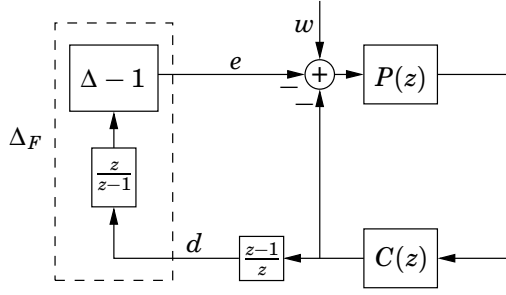 w
e
Δ − 1
− + −
P(z)
Δ_F
z/(z−1)
d
(z−1)/z
C(z)